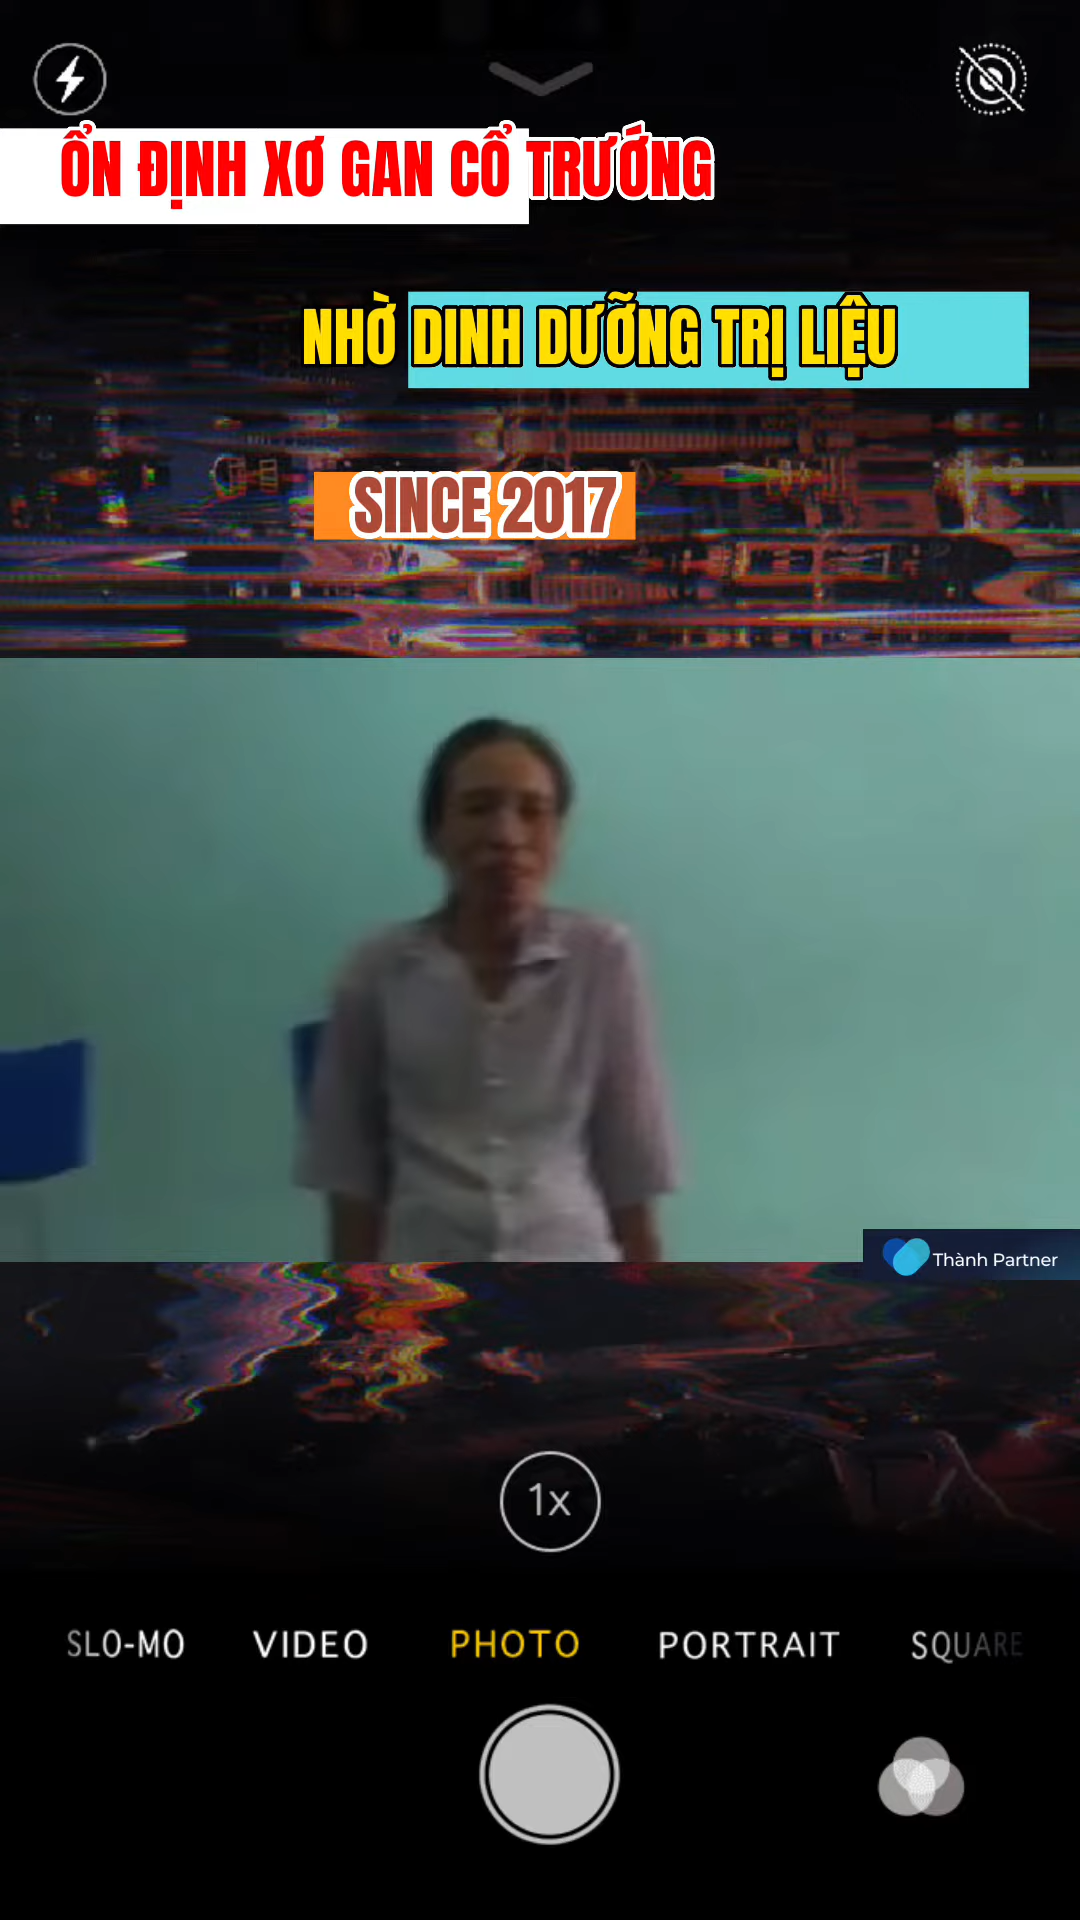 ỔN ĐỊNH XƠ GAN CỔ TRƯỚNG
NHỜ DINH DƯỠNG TRỊ LIỆU
SINCE 2017
Thành Partner
1x
SLO-MO VIDEO PHOTO PORTRAIT SQUARE